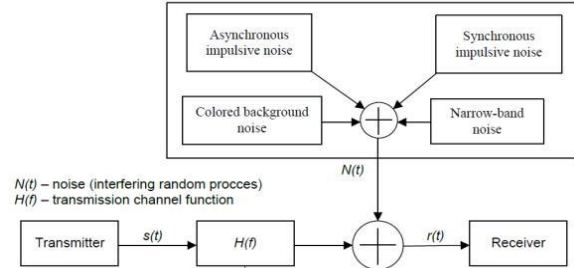 Asynchronous
impulsive noise
Synchronous
impulsive noise
Colored background
noise
Narrow-band
noise
N(t)
N(t) – noise (interfering random procces)
H(f) – transmission channel function
Transmitter
s(t)
H(f)
r(t)
Receiver